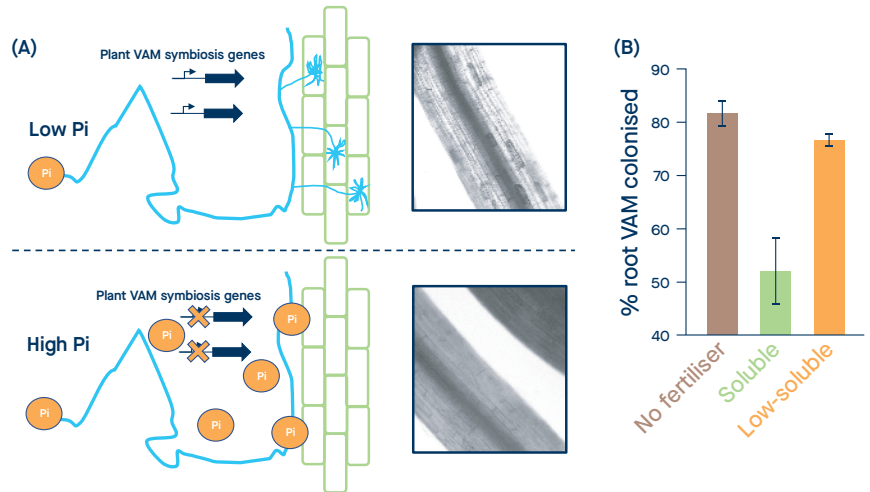 (A)
Plant VAM symbiosis genes
Low Pi
Pi
Plant VAM symbiosis genes
High Pi
Pi
Pi
Pi
Pi
Pi
Pi
(B)
% root VAM colonised
90
80
70
60
50
40
No fertiliser
Soluble
Low-soluble